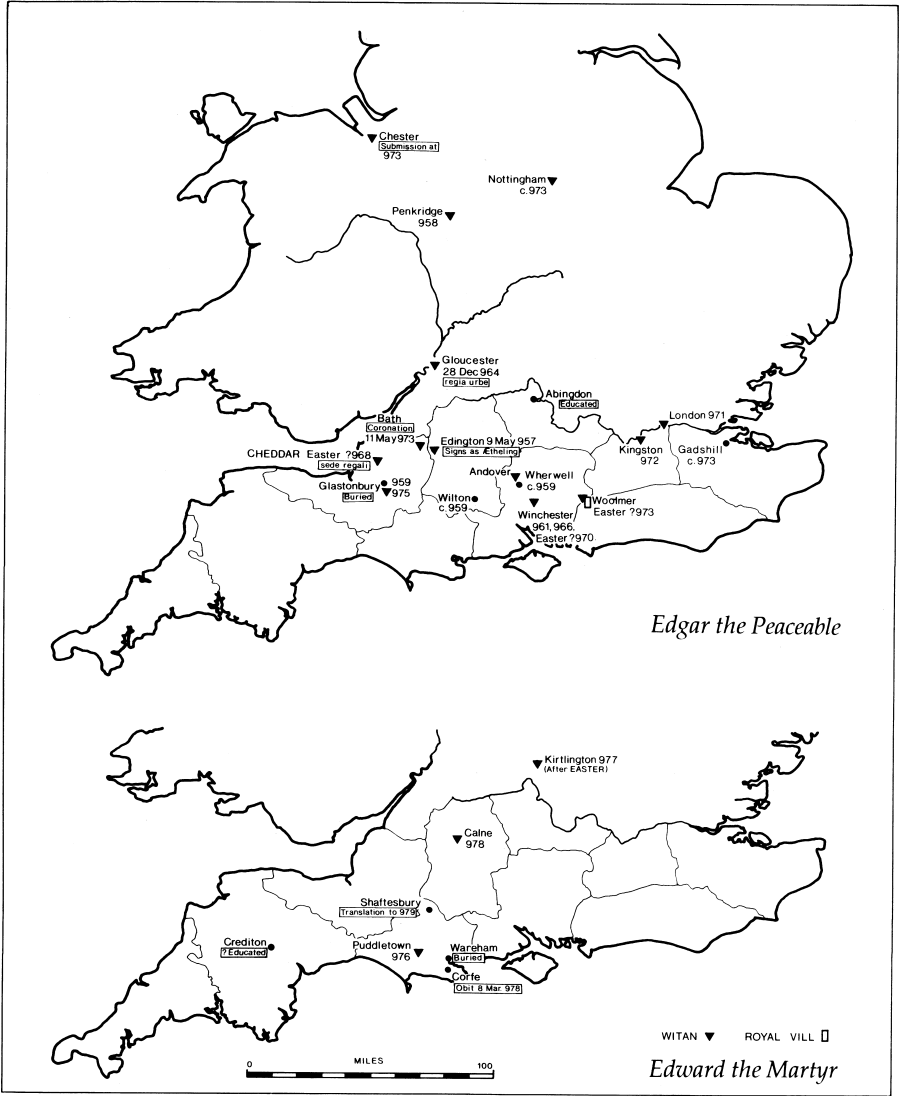 Chester
Submission at
973
Nottingham
c.973
Penkridge
958
Gloucester
28 Dec 964
regia urbe
Abingdon
Educated
Bath
Coronation
11 May 973
London 971
Edington 9 May 957
Signs as Ætheling
Kingston
972
Gadshill
c.973
CHEDDAR Easter ?968
sede regali
Andover
Wherwell
c.959
Glastonbury
Buried
959
975
Wilton
c.959
Woolmer
Easter ?973
Winchester
961, 966.
Easter ?970.
Edgar the Peaceable
Kirtlington 977
(After EASTER)
Calne
978
Shaftesbury
Translation to 979
Crediton
? Educated
Puddletown
976
Wareham
Buried
Corfe
Obit 8 Mar. 978
WITAN ROYAL VILL
0 MILES 100
Edward the Martyr